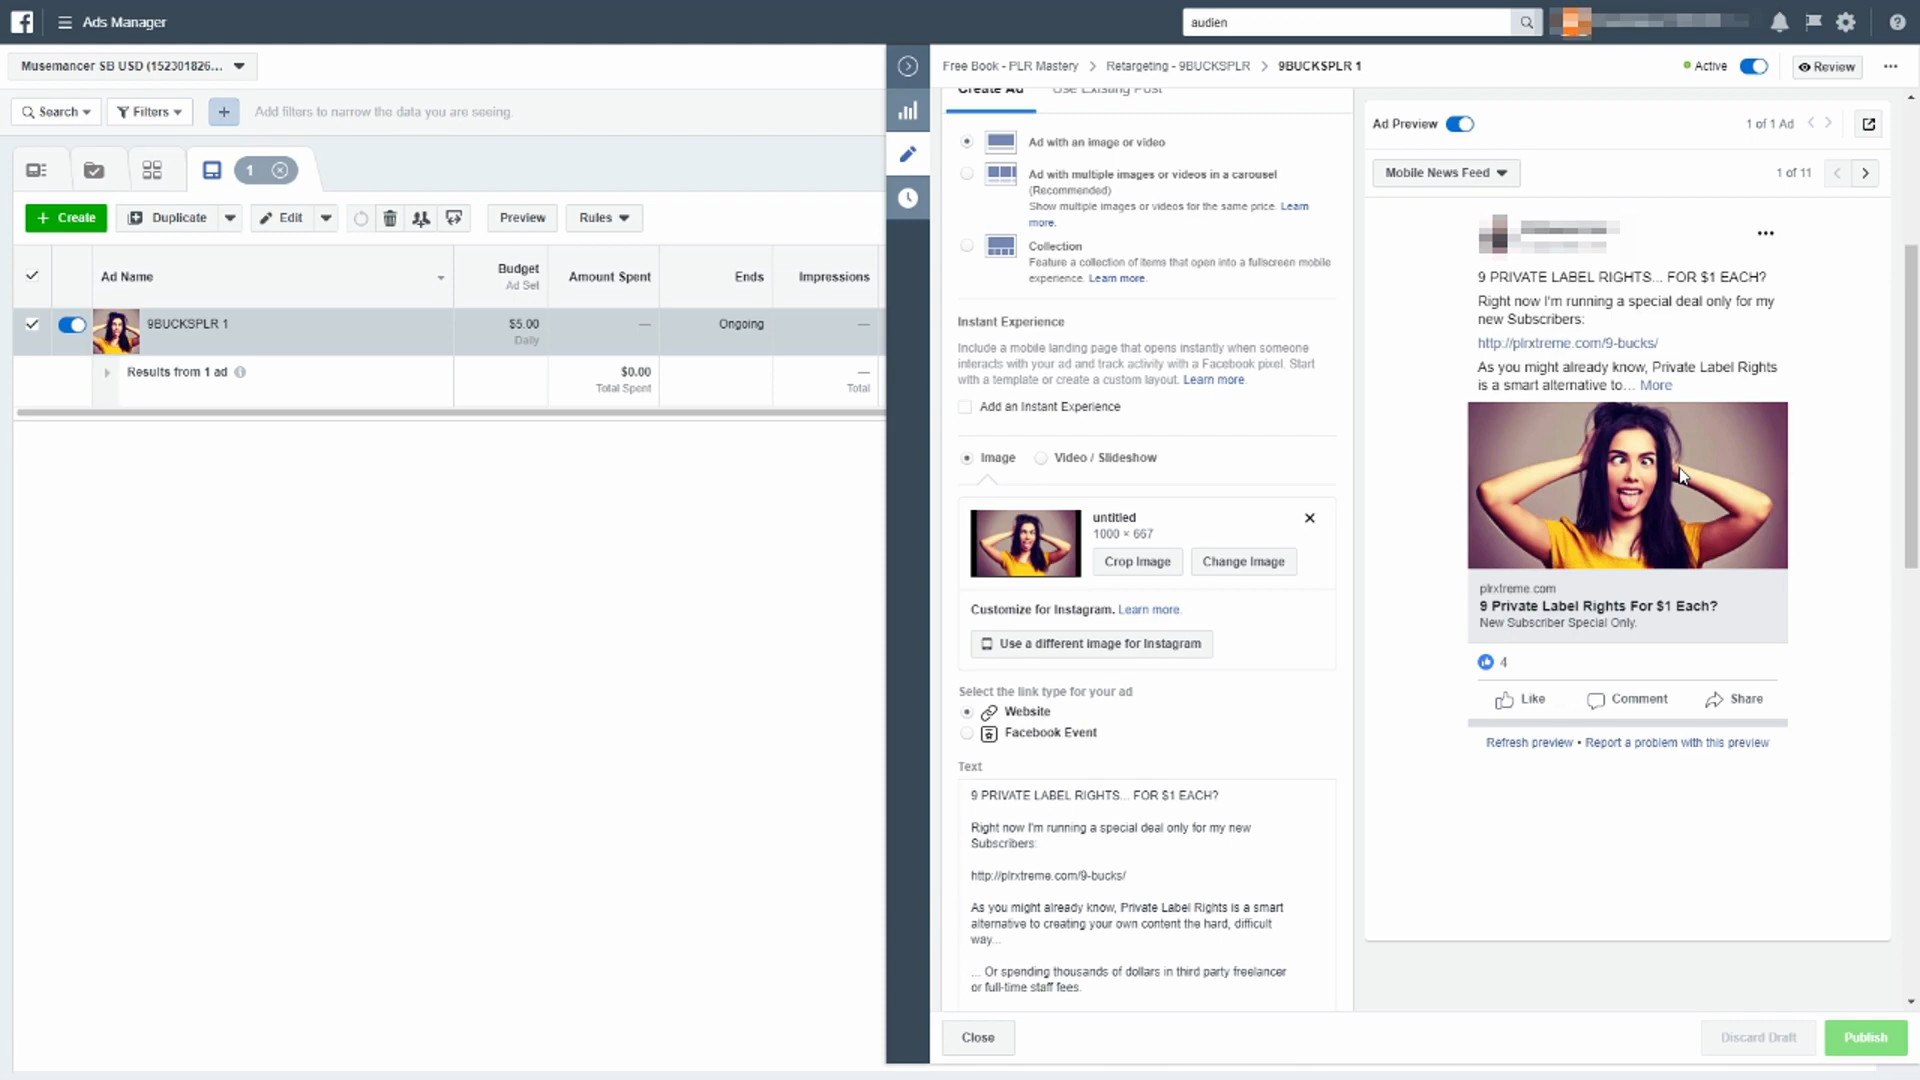 Ads Manager
audien
Musemancer SB USD (152301826...
Free Book - PLR Mastery
Retargeting - 9BUCKSPLR
9BUCKSPLR 1
Active
Review
Search
Filters
Add filters to narrow the data you are seeing.
1
Create
Duplicate
Edit
Preview
Rules
Ad Name
Budget
Ad Set
Amount Spent
Ends
Impressions
9BUCKSPLR 1
$5.00
Daily
—
Ongoing
—
Results from 1 ad
$0.00
Total Spent
—
Total
Create Ad
Use Existing Post
Ad with an image or video
Ad with multiple images or videos in a carousel
(Recommended)
Show multiple images or videos for the same price. Learn
more.
Collection
Feature a collection of items that open into a fullscreen mobile
experience. Learn more.
Instant Experience
Include a mobile landing page that opens instantly when someone
interacts with your ad and track activity with a Facebook pixel. Start
with a template or create a custom layout. Learn more.
Add an Instant Experience
Image
Video / Slideshow
untitled
1000 × 667
Crop Image
Change Image
Customize for Instagram. Learn more.
Use a different image for Instagram
Select the link type for your ad
Website
Facebook Event
Text
9 PRIVATE LABEL RIGHTS... FOR $1 EACH?
Right now I'm running a special deal only for my new
Subscribers:
http://plrxtreme.com/9-bucks/
As you might already know, Private Label Rights is a smart
alternative to creating your own content the hard, difficult
way...
... Or spending thousands of dollars in third party freelancer
or full-time staff fees.
Close
Discard Draft
Publish
Ad Preview
1 of 1 Ad
Mobile News Feed
1 of 11
9 PRIVATE LABEL RIGHTS... FOR $1 EACH?
Right now I'm running a special deal only for my
new Subscribers:
http://plrxtreme.com/9-bucks/
As you might already know, Private Label Rights
is a smart alternative to... More
plrxtreme.com
9 Private Label Rights For $1 Each?
New Subscriber Special Only.
4
Like
Comment
Share
Refresh preview • Report a problem with this preview